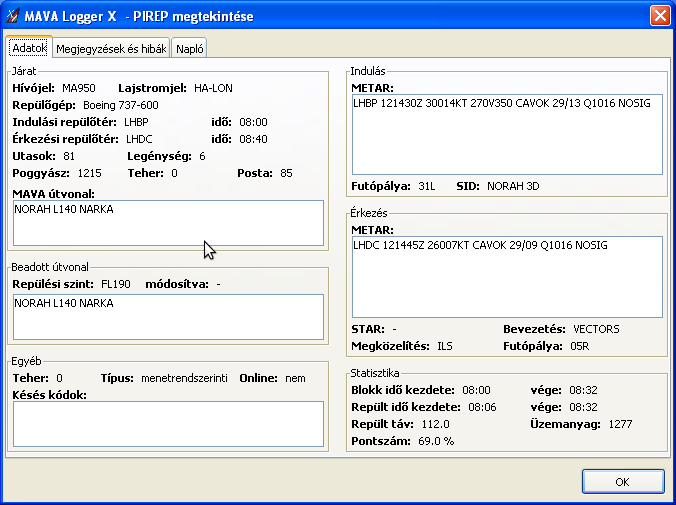 MAVA Logger X - PIREP megtekintése
Adatok Megjegyzések és hibák Napló
Járat
Hívójel: MA950 Lajstromjel: HA-LON
Repülőgép: Boeing 737-600
Indulási repülőtér: LHBP idő: 08:00
Érkezési repülőtér: LHDC idő: 08:40
Utasok: 81 Legénység: 6
Poggyász: 1215 Teher: 0 Posta: 85
MAVA útvonal:
NORAH L140 NARKA
Beadott útvonal
Repülési szint: FL190 módosítva: -
NORAH L140 NARKA
Egyéb
Teher: 0 Típus: menetrendszerinti Online: nem
Késés kódok:
Indulás
METAR:
LHBP 121430Z 30014KT 270V350 CAVOK 29/13 Q1016 NOSIG
Futópálya: 31L SID: NORAH 3D
Érkezés
METAR:
LHDC 121445Z 26007KT CAVOK 29/09 Q1016 NOSIG
STAR: - Bevezetés: VECTORS
Megközelítés: ILS Futópálya: 05R
Statisztika
Blokk idő kezdete: 08:00 vége: 08:32
Repült idő kezdete: 08:06 vége: 08:32
Repült táv: 112.0 Üzemanyag: 1277
Pontszám: 69.0 %
OK